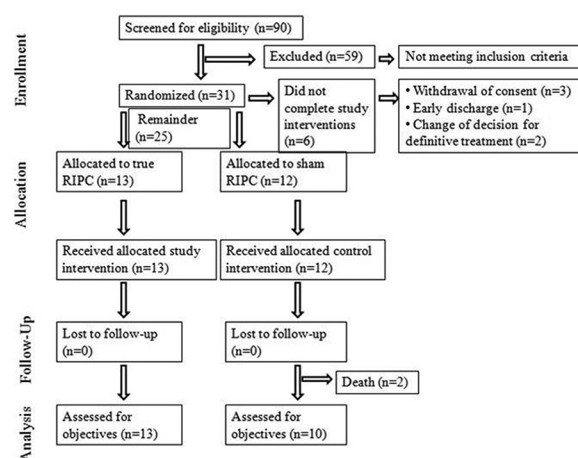 Enrollment
Screened for eligibility (n=90)
Excluded (n=59)
Not meeting inclusion criteria
Randomized (n=31)
Did not
complete study
interventions
(n=6)
• Withdrawal of consent (n=3)
• Early discharge (n=1)
• Change of decision for
definitive treatment (n=2)
Remainder
(n=25)
Allocation
Allocated to true
RIPC (n=13)
Allocated to sham
RIPC (n=12)
Received allocated study
intervention (n=13)
Received allocated control
intervention (n=12)
Follow-Up
Lost to follow-up
(n=0)
Lost to follow-up
(n=0)
Death (n=2)
Analysis
Assessed for
objectives (n=13)
Assessed for
objectives (n=10)